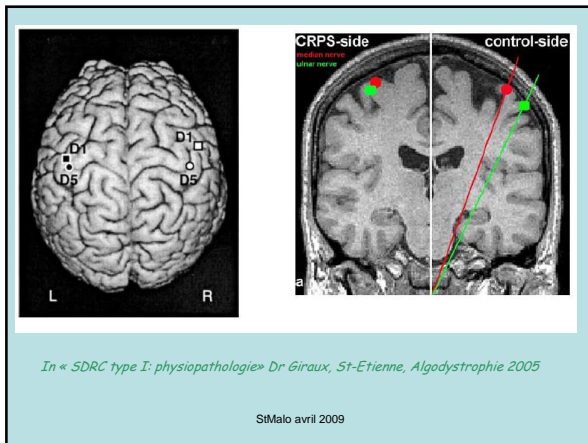 CRPS-side
control-side
median nerve
ulnar nerve
D1
D5
D1
D5
L
R
a
In « SDRC type I: physiopathologie» Dr Giraux, St-Etienne, Algodystrophie 2005
StMalo avril 2009